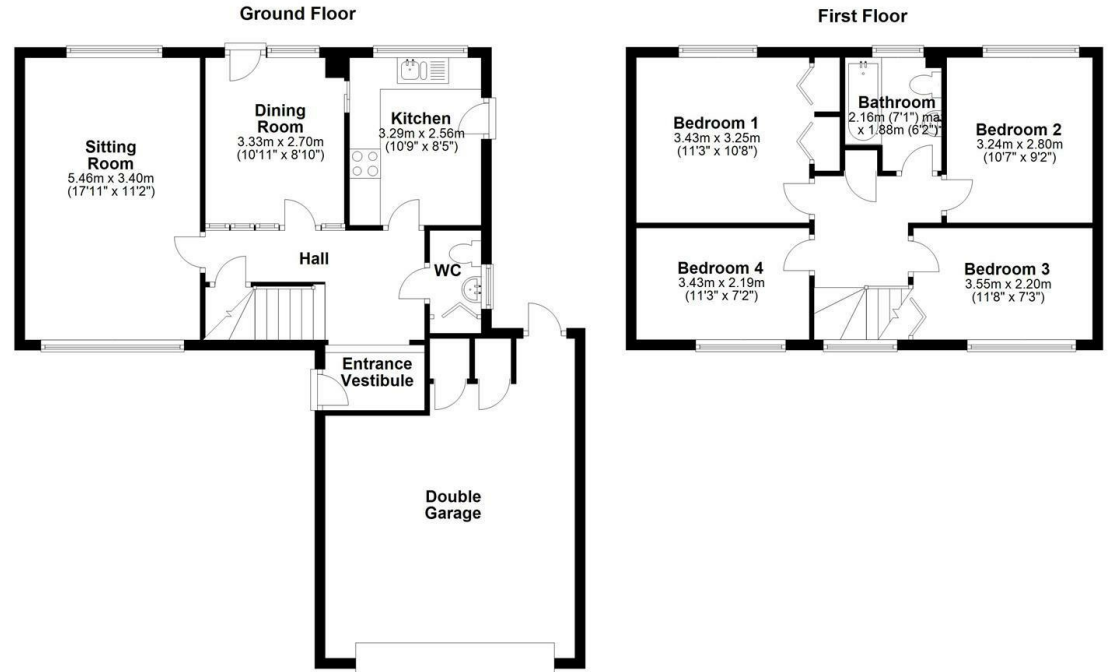 Ground Floor
Sitting
Room
5.46m x 3.40m
(17'11" x 11'2")
Dining
Room
3.33m x 2.70m
(10'11" x 8'10")
Kitchen
3.29m x 2.56m
(10'9" x 8'5")
Hall
WC
Entrance
Vestibule
Double
Garage
First Floor
Bedroom 1
3.43m x 3.25m
(11'3" x 10'8")
Bathroom
2.16m (7'1") ma
x 1.88m (6'2")
Bedroom 2
3.24m x 2.80m
(10'7" x 9'2")
Bedroom 4
3.43m x 2.19m
(11'3" x 7'2")
Bedroom 3
3.55m x 2.20m
(11'8" x 7'3")